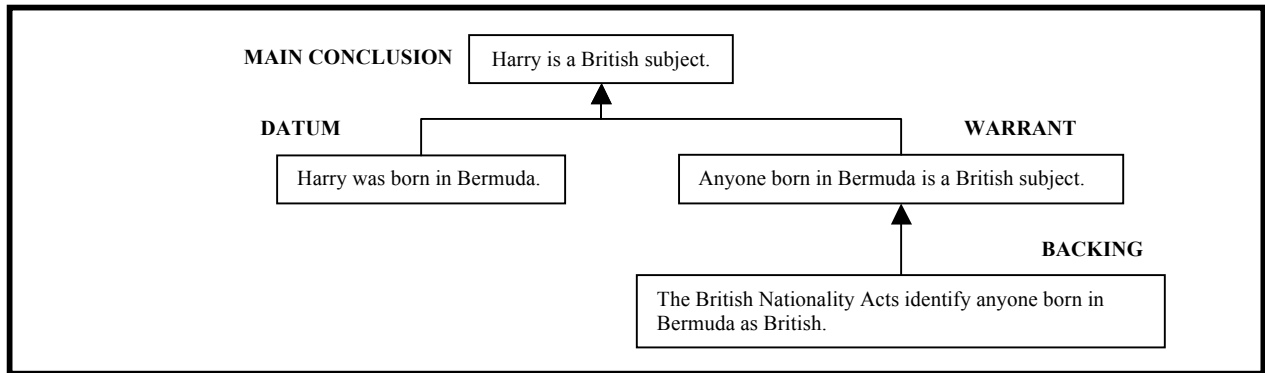 MAIN CONCLUSION
Harry is a British subject.
DATUM
WARRANT
Harry was born in Bermuda.
Anyone born in Bermuda is a British subject.
BACKING
The British Nationality Acts identify anyone born in
Bermuda as British.